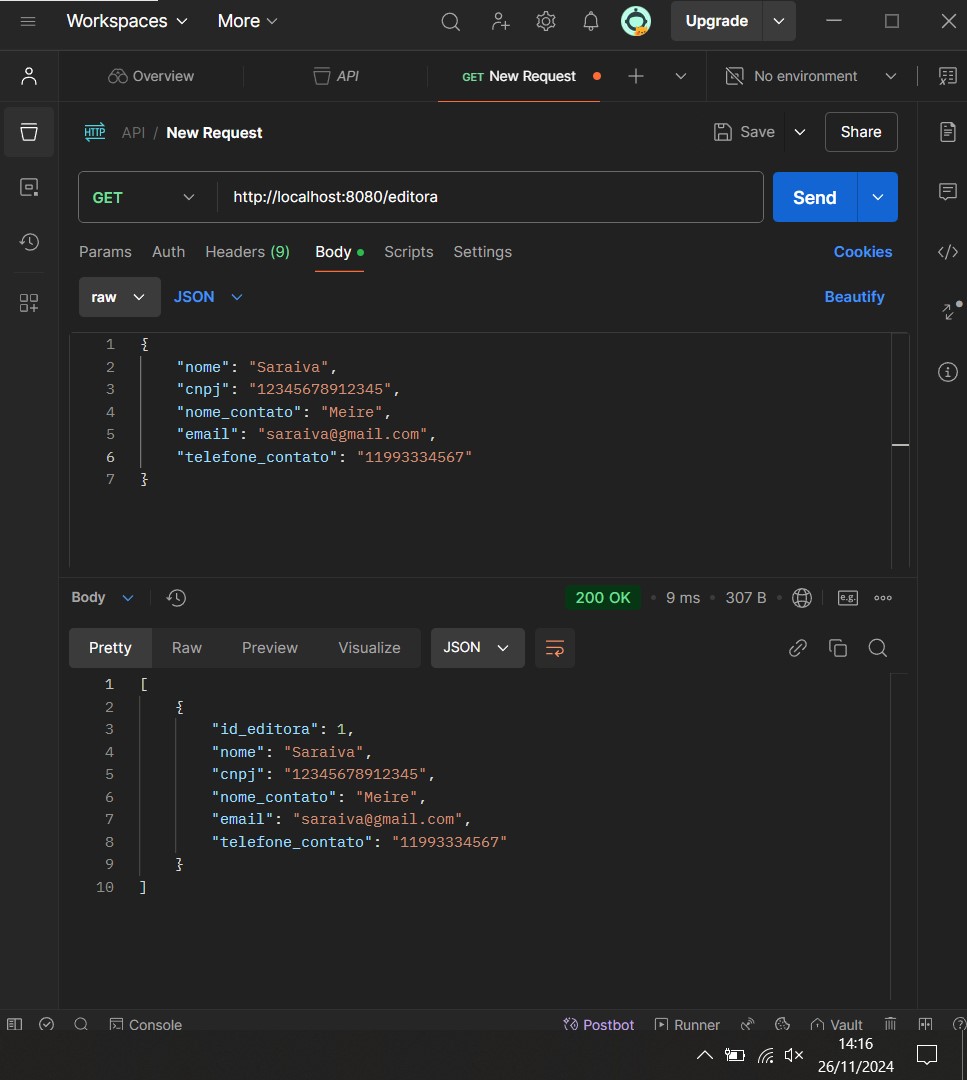 Workspaces More Upgrade
Overview API GET New Request No environment
HTTP API / New Request Save Share
GET http://localhost:8080/editora Send
Params Auth Headers (9) Body Scripts Settings Cookies
raw JSON Beautify
1 {
2 "nome": "Saraiva",
3 "cnpj": "12345678912345",
4 "nome_contato": "Meire",
5 "email": "saraiva@gmail.com",
6 "telefone_contato": "11993334567"
7 }
Body 200 OK • 9 ms • 307 B • e.g.
Pretty Raw Preview Visualize JSON
1 [
2 {
3 "id_editora": 1,
4 "nome": "Saraiva",
5 "cnpj": "12345678912345",
6 "nome_contato": "Meire",
7 "email": "saraiva@gmail.com",
8 "telefone_contato": "11993334567"
9 }
10 ]
Console Postbot Runner Vault
14:16
26/11/2024